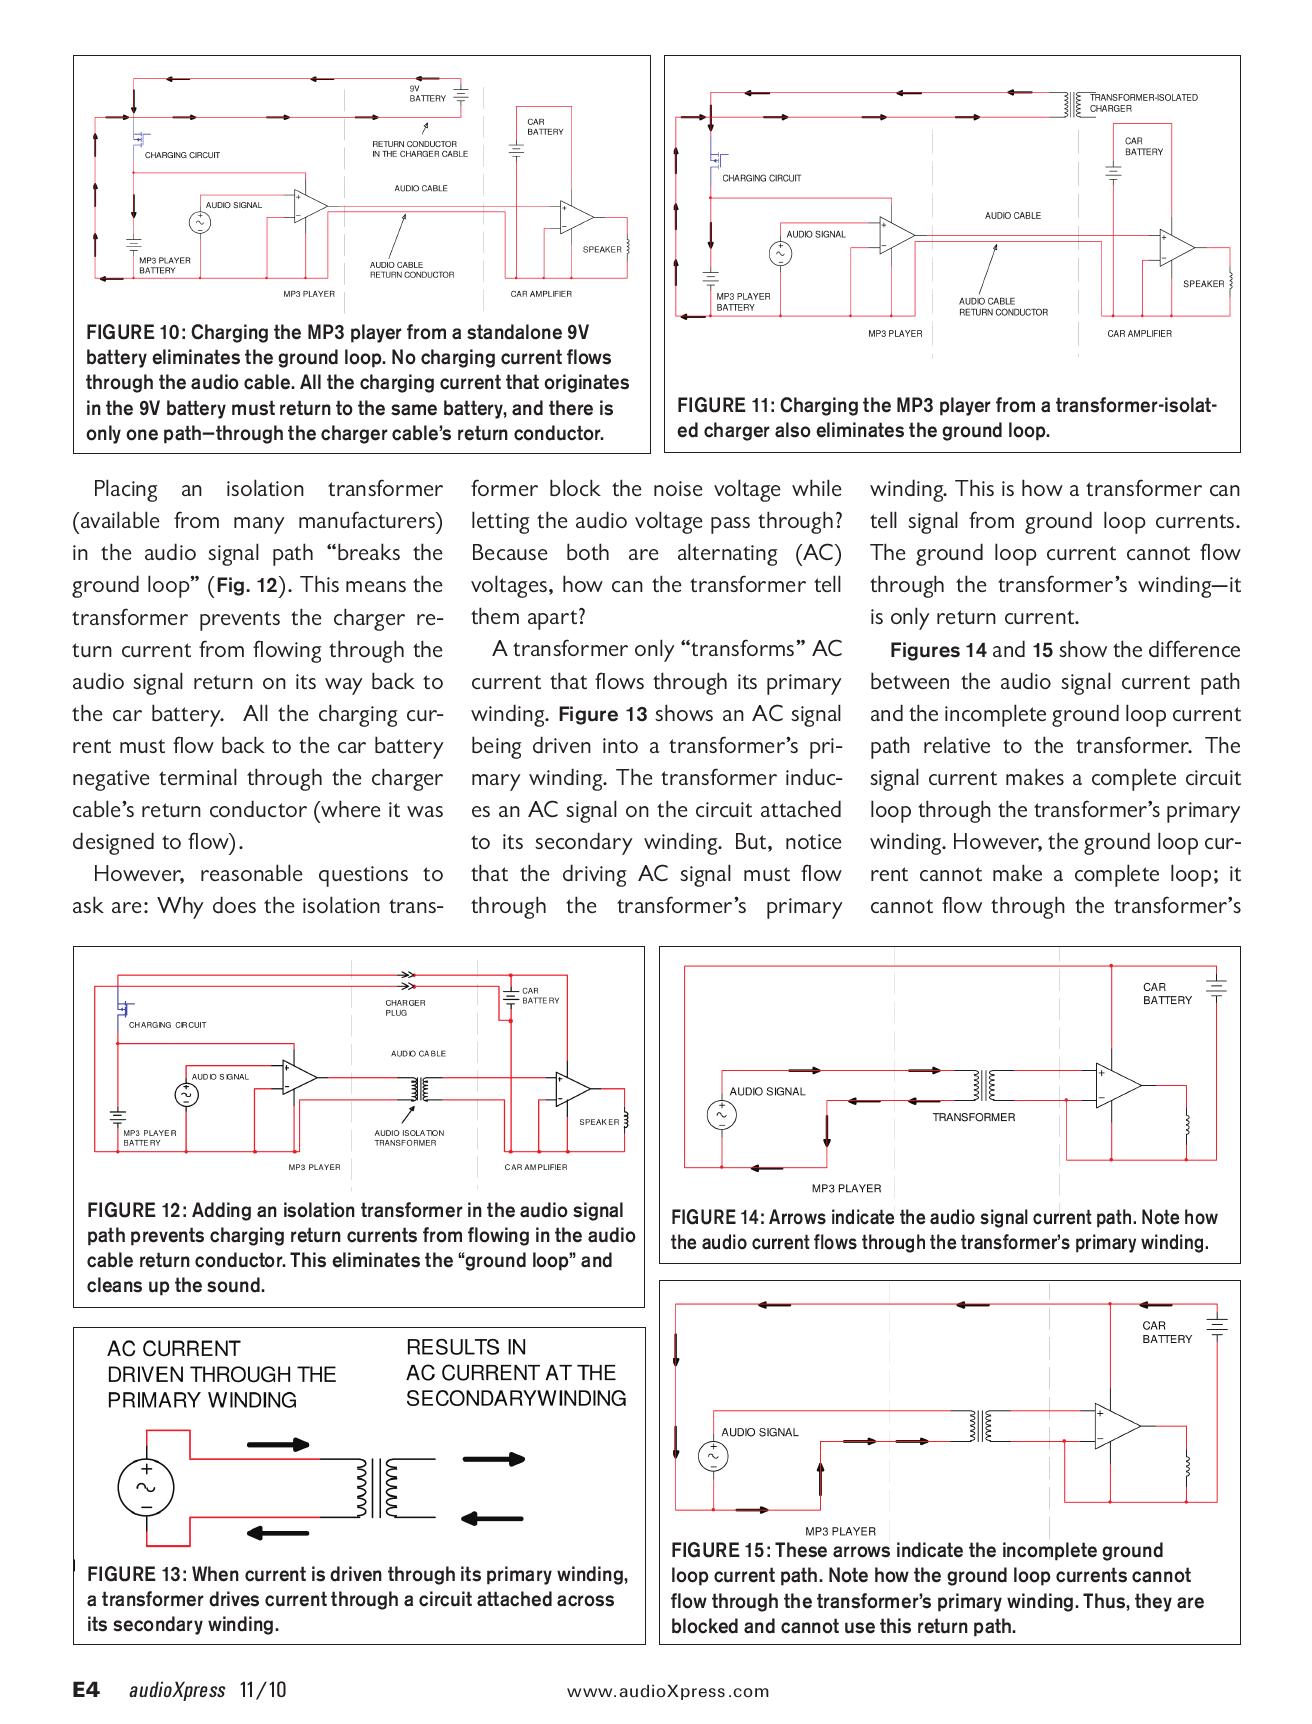 9V
BATTERY
CAR
BATTERY
RETURN CONDUCTOR
IN THE CHARGER CABLE
CHARGING CIRCUIT
AUDIO CABLE
AUDIO SIGNAL
+
−
+
−
SPEAKER
MP3 PLAYER
BATTERY
AUDIO CABLE
RETURN CONDUCTOR
MP3 PLAYER
CAR AMPLIFIER
FIGURE 10: Charging the MP3 player from a standalone 9V
battery eliminates the ground loop. No charging current flows
through the audio cable. All the charging current that originates
in the 9V battery must return to the same battery, and there is
only one path—through the charger cable's return conductor.
TRANSFORMER-ISOLATED
CHARGER
CAR
BATTERY
CHARGING CIRCUIT
AUDIO CABLE
AUDIO SIGNAL
+
−
+
−
SPEAKER
MP3 PLAYER
BATTERY
AUDIO CABLE
RETURN CONDUCTOR
MP3 PLAYER
CAR AMPLIFIER
FIGURE 11: Charging the MP3 player from a transformer-isolat-
ed charger also eliminates the ground loop.
Placing an isolation transformer
(available from many manufacturers)
in the audio signal path “breaks the
ground loop” (Fig. 12). This means the
transformer prevents the charger re-
turn current from flowing through the
audio signal return on its way back to
the car battery. All the charging cur-
rent must flow back to the car battery
negative terminal through the charger
cable's return conductor (where it was
designed to flow).
However, reasonable questions to
ask are: Why does the isolation trans-
former block the noise voltage while
letting the audio voltage pass through?
Because both are alternating (AC)
voltages, how can the transformer tell
them apart?
A transformer only “transforms” AC
current that flows through its primary
winding. Figure 13 shows an AC signal
being driven into a transformer's pri-
mary winding. The transformer induc-
es an AC signal on the circuit attached
to its secondary winding. But, notice
that the driving AC signal must flow
through the transformer's primary
winding. This is how a transformer can
tell signal from ground loop currents.
The ground loop current cannot flow
through the transformer's winding—it
is only return current.
Figures 14 and 15 show the difference
between the audio signal current path
and the incomplete ground loop current
path relative to the transformer. The
signal current makes a complete circuit
loop through the transformer's primary
winding. However, the ground loop cur-
rent cannot make a complete loop; it
cannot flow through the transformer's
CHARGER
PLUG
CAR
BATTERY
CHARGING CIRCUIT
AUDIO CABLE
AUDIO SIGNAL
+
−
+
−
SPEAKER
MP3 PLAYER
BATTERY
AUDIO ISOLATION
TRANSFORMER
MP3 PLAYER
CAR AMPLIFIER
FIGURE 12: Adding an isolation transformer in the audio signal
path prevents charging return currents from flowing in the audio
cable return conductor. This eliminates the “ground loop” and
cleans up the sound.
AC CURRENT
DRIVEN THROUGH THE
PRIMARY WINDING
RESULTS IN
AC CURRENT AT THE
SECONDARYWINDING
+
−
FIGURE 13: When current is driven through its primary winding,
a transformer drives current through a circuit attached across
its secondary winding.
CAR
BATTERY
AUDIO SIGNAL
TRANSFORMER
+
−
MP3 PLAYER
FIGURE 14: Arrows indicate the audio signal current path. Note how
the audio current flows through the transformer's primary winding.
CAR
BATTERY
AUDIO SIGNAL
+
−
MP3 PLAYER
FIGURE 15: These arrows indicate the incomplete ground
loop current path. Note how the ground loop currents cannot
flow through the transformer's primary winding. Thus, they are
blocked and cannot use this return path.
E4 audioXpress 11/10
www.audioXpress.com